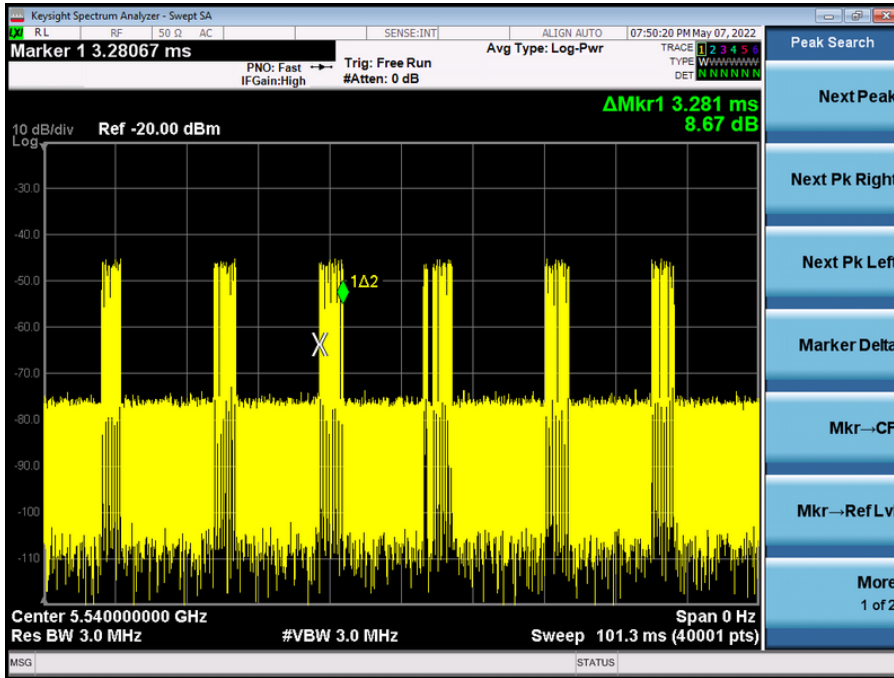 Keysight Spectrum Analyzer - Swept SA
LXI RL RF 50 Ω AC SENSE:INT ALIGN AUTO 07:50:20 PM May 07, 2022
Marker 1 3.28067 ms
PNO: Fast
IFGain:High
Trig: Free Run
#Atten: 0 dB
Avg Type: Log-Pwr
TRACE 1 2 3 4 5 6
TYPE WWWWWW
DET N N N N N N
Peak Search
ΔMkr1 3.281 ms
8.67 dB
10 dB/div Ref -20.00 dBm
Log
-30.0
-40.0
-50.0
-60.0
-70.0
-80.0
-90.0
-100
-110
1Δ2
X
Next Peak
Next Pk Right
Next Pk Left
Marker Delta
Mkr→CF
Mkr→Ref Lvl
More
1 of 2
Center 5.540000000 GHz Span 0 Hz
Res BW 3.0 MHz #VBW 3.0 MHz Sweep 101.3 ms (40001 pts)
MSG STATUS